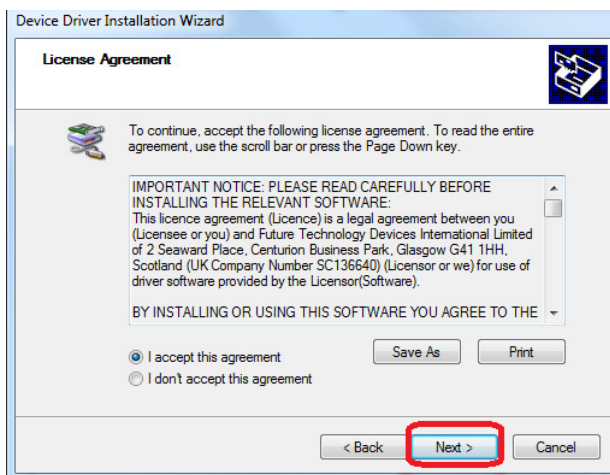 Device Driver Installation Wizard
License Agreement
To continue, accept the following license agreement. To read the entire
agreement, use the scroll bar or press the Page Down key.
IMPORTANT NOTICE: PLEASE READ CAREFULLY BEFORE
INSTALLING THE RELEVANT SOFTWARE:
This licence agreement (Licence) is a legal agreement between you
(Licensee or you) and Future Technology Devices International Limited
of 2 Seaward Place, Centurion Business Park, Glasgow G41 1HH,
Scotland (UK Company Number SC136640) (Licensor or we) for use of
driver software provided by the Licensor(Software).
BY INSTALLING OR USING THIS SOFTWARE YOU AGREE TO THE
I accept this agreement
Save As
Print
I don't accept this agreement
< Back
Next >
Cancel